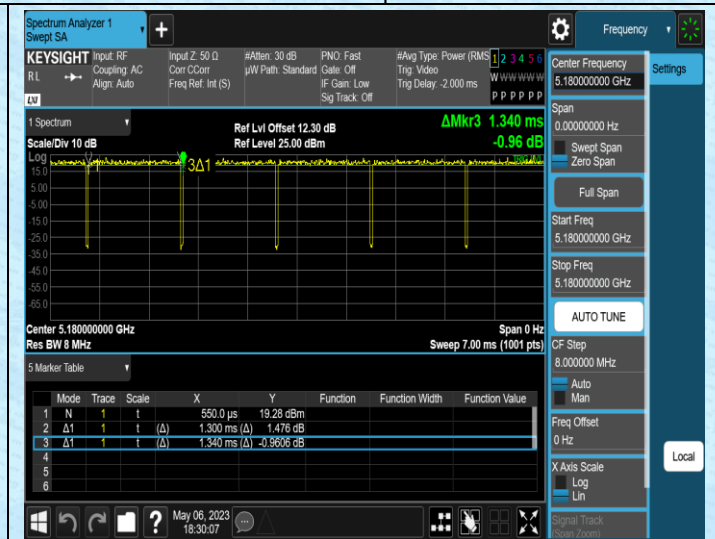 Spectrum Analyzer 1
Swept SA
+
Frequency
KEYSIGHT
RL
LXI
Input: RF
Coupling: AC
Align: Auto
Input Z: 50 Ω
Corr CCorr
Freq Ref: Int (S)
#Atten: 30 dB
µW Path: Standard
PNO: Fast
Gate: Off
IF Gain: Low
Sig Track: Off
#Avg Type: Power (RMS
Trig: Video
Trig Delay: -2.000 ms
1 2 3 4 5 6
W W W W W W
P P P P P P
Center Frequency
5.180000000 GHz
Settings
Span
0.00000000 Hz
Swept Span
Zero Span
Full Span
Start Freq
5.180000000 GHz
Stop Freq
5.180000000 GHz
AUTO TUNE
CF Step
8.000000 MHz
Auto
Man
Freq Offset
0 Hz
X Axis Scale
Log
Lin
Signal Track
(Span Zoom)
Local
1 Spectrum
Scale/Div 10 dB
Ref Lvl Offset 12.30 dB
Ref Level 25.00 dBm
ΔMkr3 1.340 ms
-0.96 dB
Log
15.0
5.00
-5.00
-15.0
-25.0
-35.0
-45.0
-55.0
-65.0
3Δ1
Center 5.180000000 GHz
Res BW 8 MHz
Span 0 Hz
Sweep 7.00 ms (1001 pts)
5 Marker Table
Mode Trace Scale X Y Function Function Width Function Value
1 N 1 t 550.0 µs 19.28 dBm
2 Δ1 1 t (Δ) 1.300 ms (Δ) 1.476 dB
3 Δ1 1 t (Δ) 1.340 ms (Δ) -0.9606 dB
4
5
6
?
May 06, 2023
18:30:07